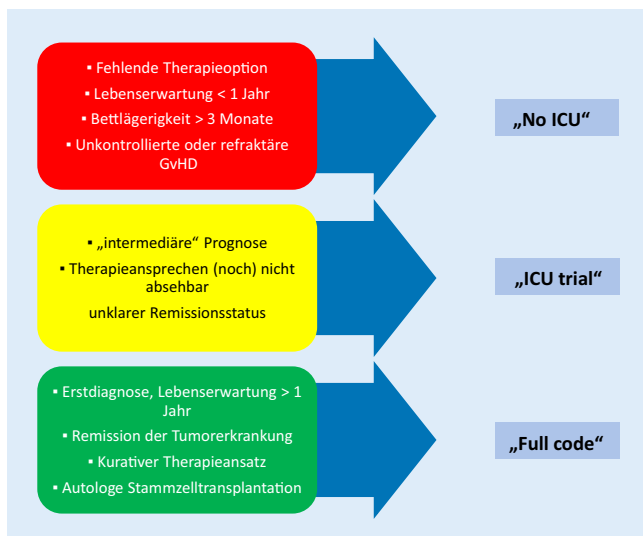 ▪ Fehlende Therapieoption
▪ Lebenserwartung < 1 Jahr
▪ Bettlägerigkeit > 3 Monate
▪ Unkontrollierte oder refraktäre
GvHD
„No ICU“
▪ „intermediäre“ Prognose
▪ Therapieansprechen (noch) nicht
absehbar
unklarer Remissionsstatus
„ICU trial“
▪ Erstdiagnose, Lebenserwartung > 1
Jahr
▪ Remission der Tumorerkrankung
▪ Kurativer Therapieansatz
▪ Autologe Stammzelltransplantation
„Full code“